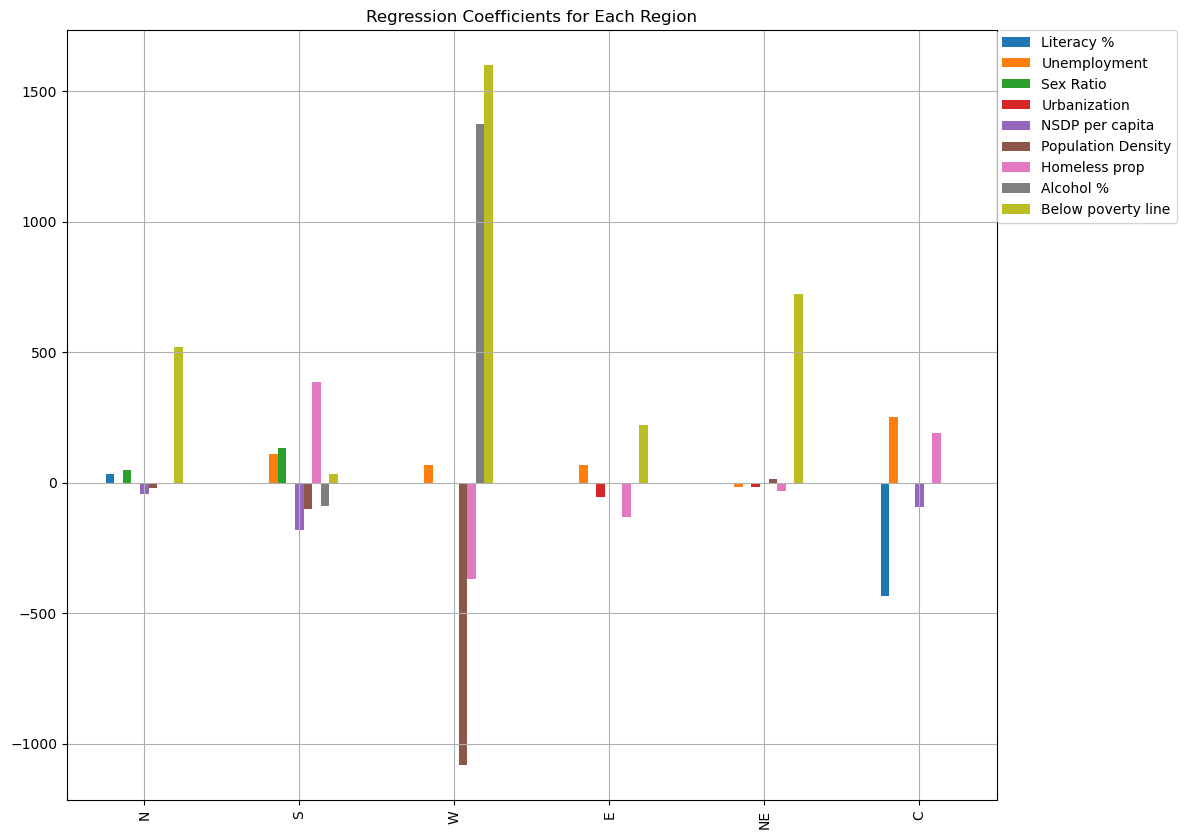 Regression Coefficients for Each Region
Literacy %
Unemployment
Sex Ratio
Urbanization
NSDP per capita
Population Density
Homeless prop
Alcohol %
Below poverty line
1500
1000
500
0
−500
−1000
N
S
W
E
NE
C